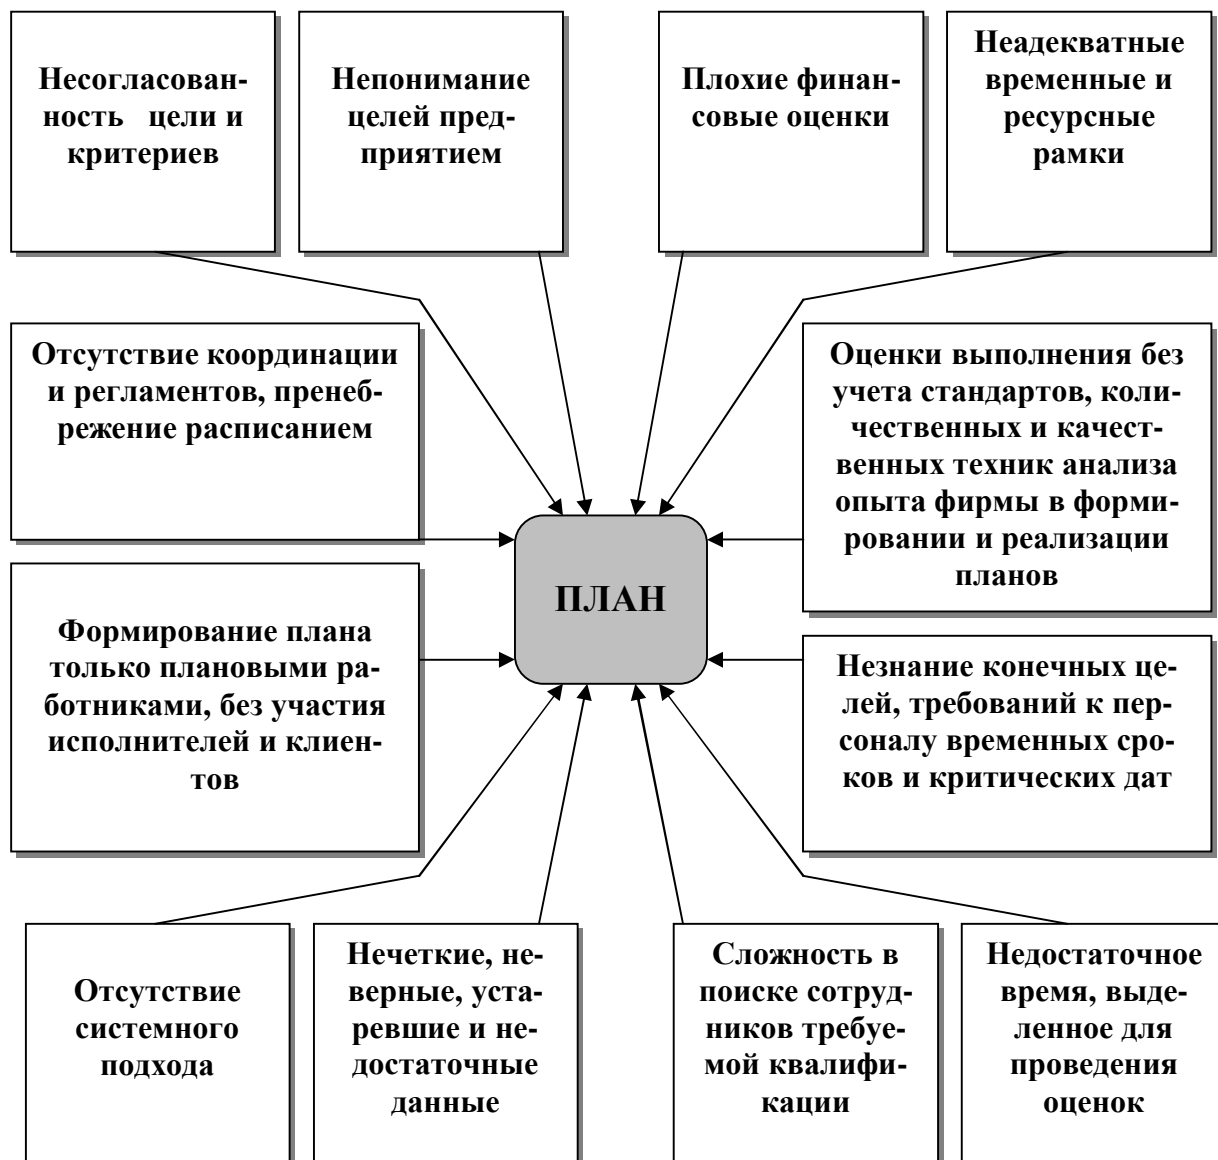 Несогласован-
ность цели и
критериев
Непонимание
целей пред-
приятием
Плохие финан-
совые оценки
Неадекватные
временные и
ресурсные
рамки
Отсутствие координации
и регламентов, пренеб-
режение расписанием
Оценки выполнения без
учета стандартов, коли-
чественных и качест-
венных техник анализа
опыта фирмы в форми-
ровании и реализации
планов
ПЛАН
Формирование плана
только плановыми ра-
ботниками, без участия
исполнителей и клиен-
тов
Незнание конечных це-
лей, требований к пер-
соналу временных сро-
ков и критических дат
Отсутствие
системного
подхода
Нечеткие, не-
верные, уста-
ревшие и не-
достаточные
данные
Сложность в
поиске сотруд-
ников требуе-
мой квалифи-
кации
Недостаточное
время, выде-
ленное для
проведения
оценок